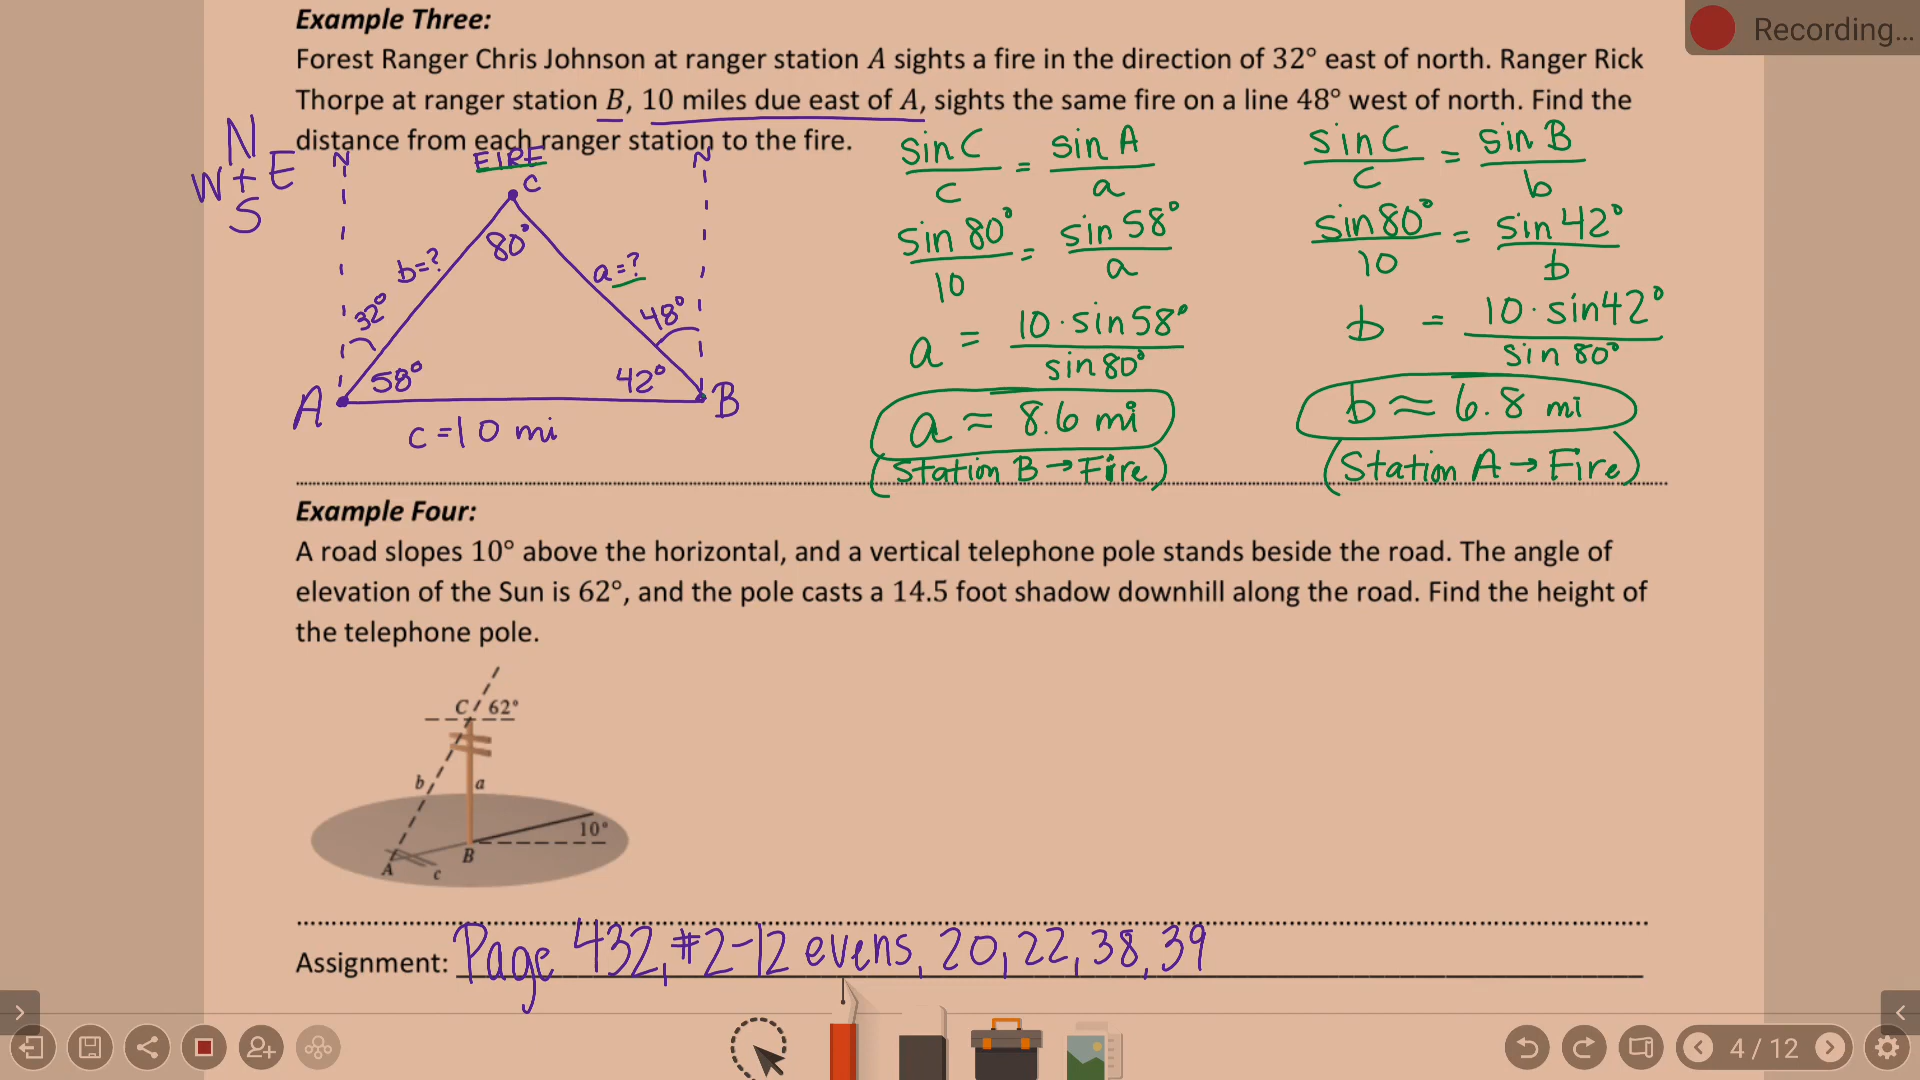 Recording...
Example Three:
Forest Ranger Chris Johnson at ranger station A sights a fire in the direction of 32° east of north. Ranger Rick
Thorpe at ranger station B, 10 miles due east of A, sights the same fire on a line 48° west of north. Find the
distance from each ranger station to the fire.
N
W + E
S
N
FIRE
N
C
80°
b=?
a=?
32°
48°
58°
42°
A
B
c=10 mi
sin C / c = sin A / a
sin 80° / 10 = sin 58° / a
a = 10·sin 58° / sin 80°
a ≈ 8.6 mi
(Station B → Fire)
sin C / c = sin B / b
sin 80° / 10 = sin 42° / b
b = 10·sin 42° / sin 80°
b ≈ 6.8 mi
(Station A → Fire)
Example Four:
A road slopes 10° above the horizontal, and a vertical telephone pole stands beside the road. The angle of
elevation of the Sun is 62°, and the pole casts a 14.5 foot shadow downhill along the road. Find the height of
the telephone pole.
C 62°
b
a
10°
B
A
c
Assignment: Page 432, #2-12 evens, 20, 22, 38, 39
4 / 12